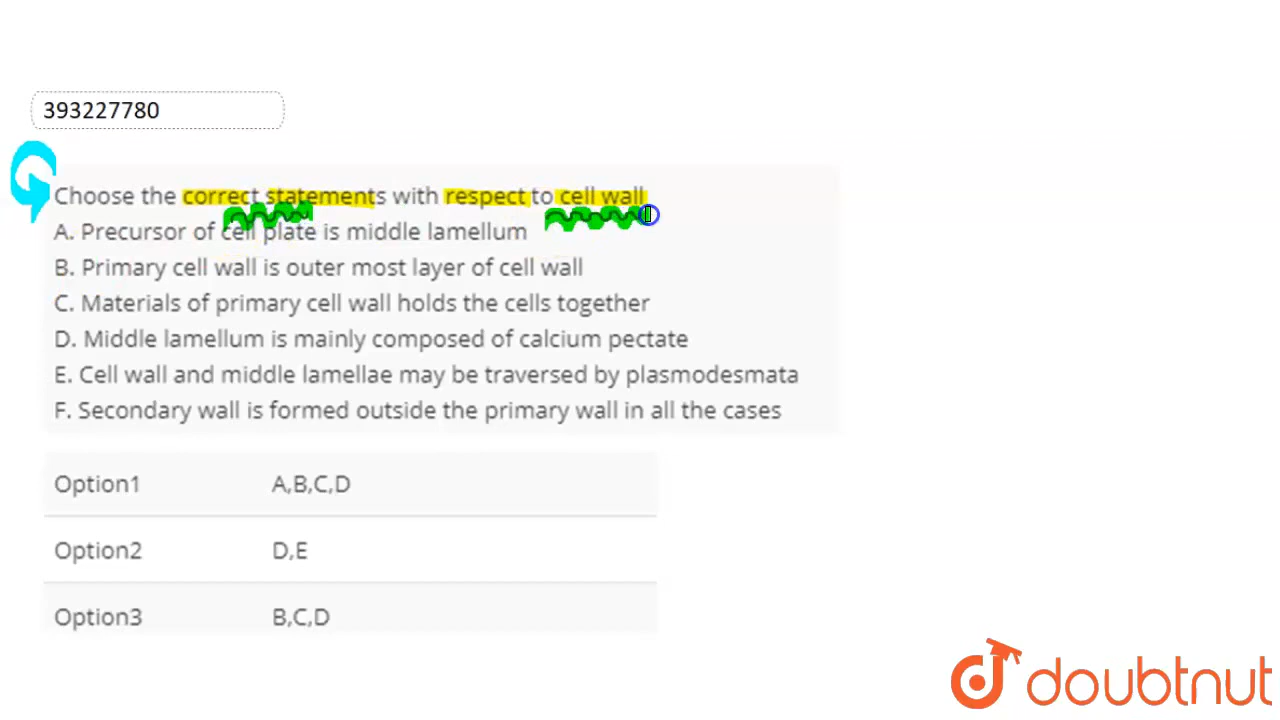 393227780
Choose the correct statements with respect to cell wall
A. Precursor of cell plate is middle lamellum
B. Primary cell wall is outer most layer of cell wall
C. Materials of primary cell wall holds the cells together
D. Middle lamellum is mainly composed of calcium pectate
E. Cell wall and middle lamellae may be traversed by plasmodesmata
F. Secondary wall is formed outside the primary wall in all the cases
Option1 A,B,C,D
Option2 D,E
Option3 B,C,D
doubtnut